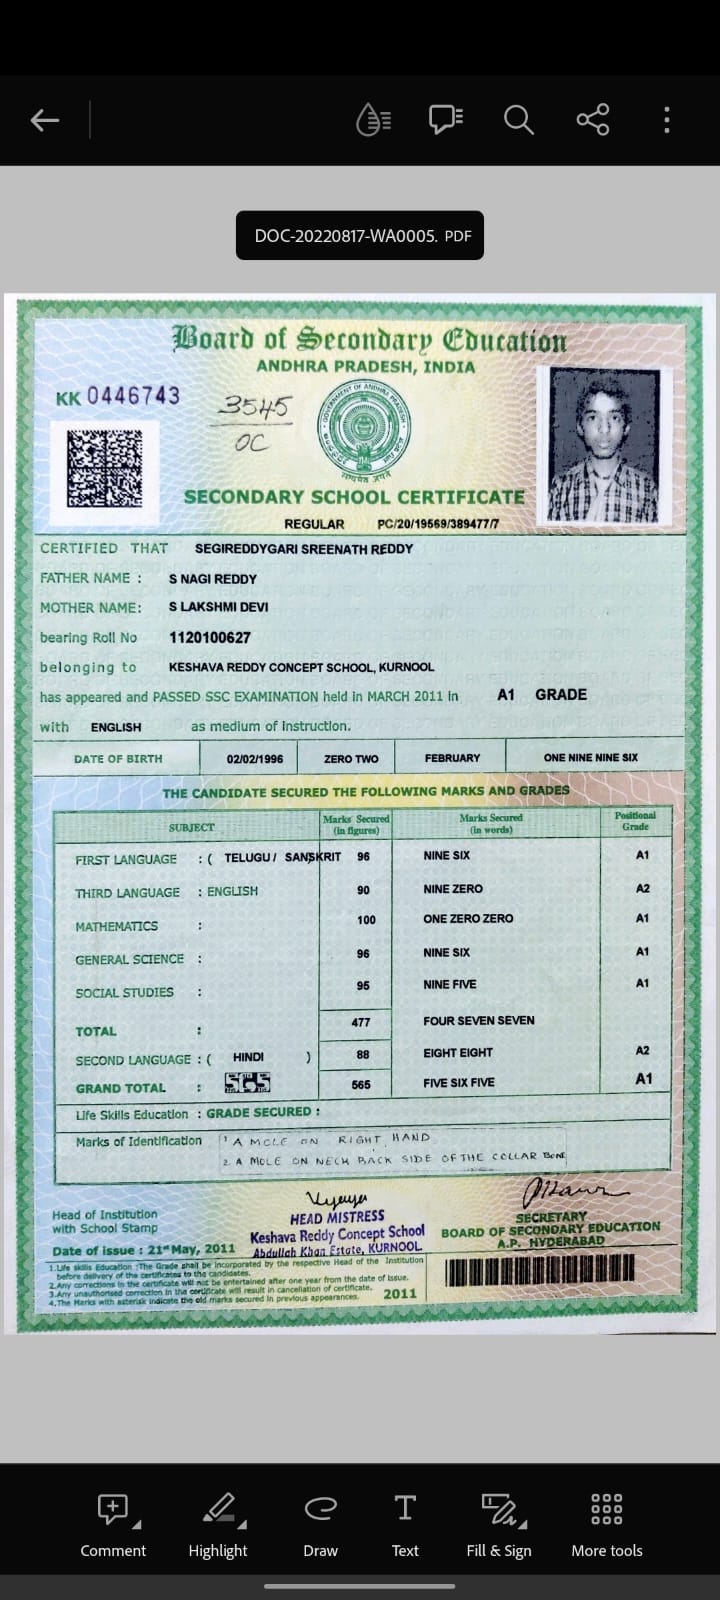 DOC-20220817-WA0005. PDF
Board of Secondary Education
ANDHRA PRADESH, INDIA
KK 0446743
3545
OC
GOVERNMENT OF ANDHRA PRADESH
सत्यमेव जयते
SECONDARY SCHOOL CERTIFICATE
REGULAR PC/20/19569/389477/7
CERTIFIED THAT SEGIREDDYGARI SREENATH REDDY
FATHER NAME : S NAGI REDDY
MOTHER NAME: S LAKSHMI DEVI
bearing Roll No 1120100627
belonging to KESHAVA REDDY CONCEPT SCHOOL, KURNOOL
has appeared and PASSED SSC EXAMINATION held in MARCH 2011 in A1 GRADE
with ENGLISH as medium of instruction.
DATE OF BIRTH 02/02/1996 ZERO TWO FEBRUARY ONE NINE NINE SIX
THE CANDIDATE SECURED THE FOLLOWING MARKS AND GRADES
SUBJECT Marks Secured (in figures) Marks Secured (in words) Positional Grade
FIRST LANGUAGE : ( TELUGU / SANSKRIT 96 NINE SIX A1
THIRD LANGUAGE : ENGLISH 90 NINE ZERO A2
MATHEMATICS : 100 ONE ZERO ZERO A1
GENERAL SCIENCE : 96 NINE SIX A1
SOCIAL STUDIES : 95 NINE FIVE A1
TOTAL : 477 FOUR SEVEN SEVEN
SECOND LANGUAGE : ( HINDI ) 88 EIGHT EIGHT A2
GRAND TOTAL : 565 FIVE SIX FIVE A1
Life Skills Education : GRADE SECURED :
Marks of Identification 1 A MOLE ON RIGHT HAND
2. A MOLE ON NECK BACK SIDE OF THE COLLAR BONE
Head of Institution
with School Stamp
HEAD MISTRESS
Keshava Reddy Concept School
Abdullah Khan Estate, KURNOOL
SECRETARY
BOARD OF SECONDARY EDUCATION
A.P. HYDERABAD
Date of issue : 21st May, 2011
1.Life skills Education :The Grade shall be incorporated by the respective Head of the Institution
before delivery of the certificates to the candidates.
2.Any corrections in the certificate will not be entertained after one year from the date of issue.
3.Any unauthorised correction in the certificate will result in cancellation of certificate.
4.The Marks with asterisk indicate the old marks secured in previous appearances.
2011
Comment
Highlight
Draw
Text
Fill & Sign
More tools